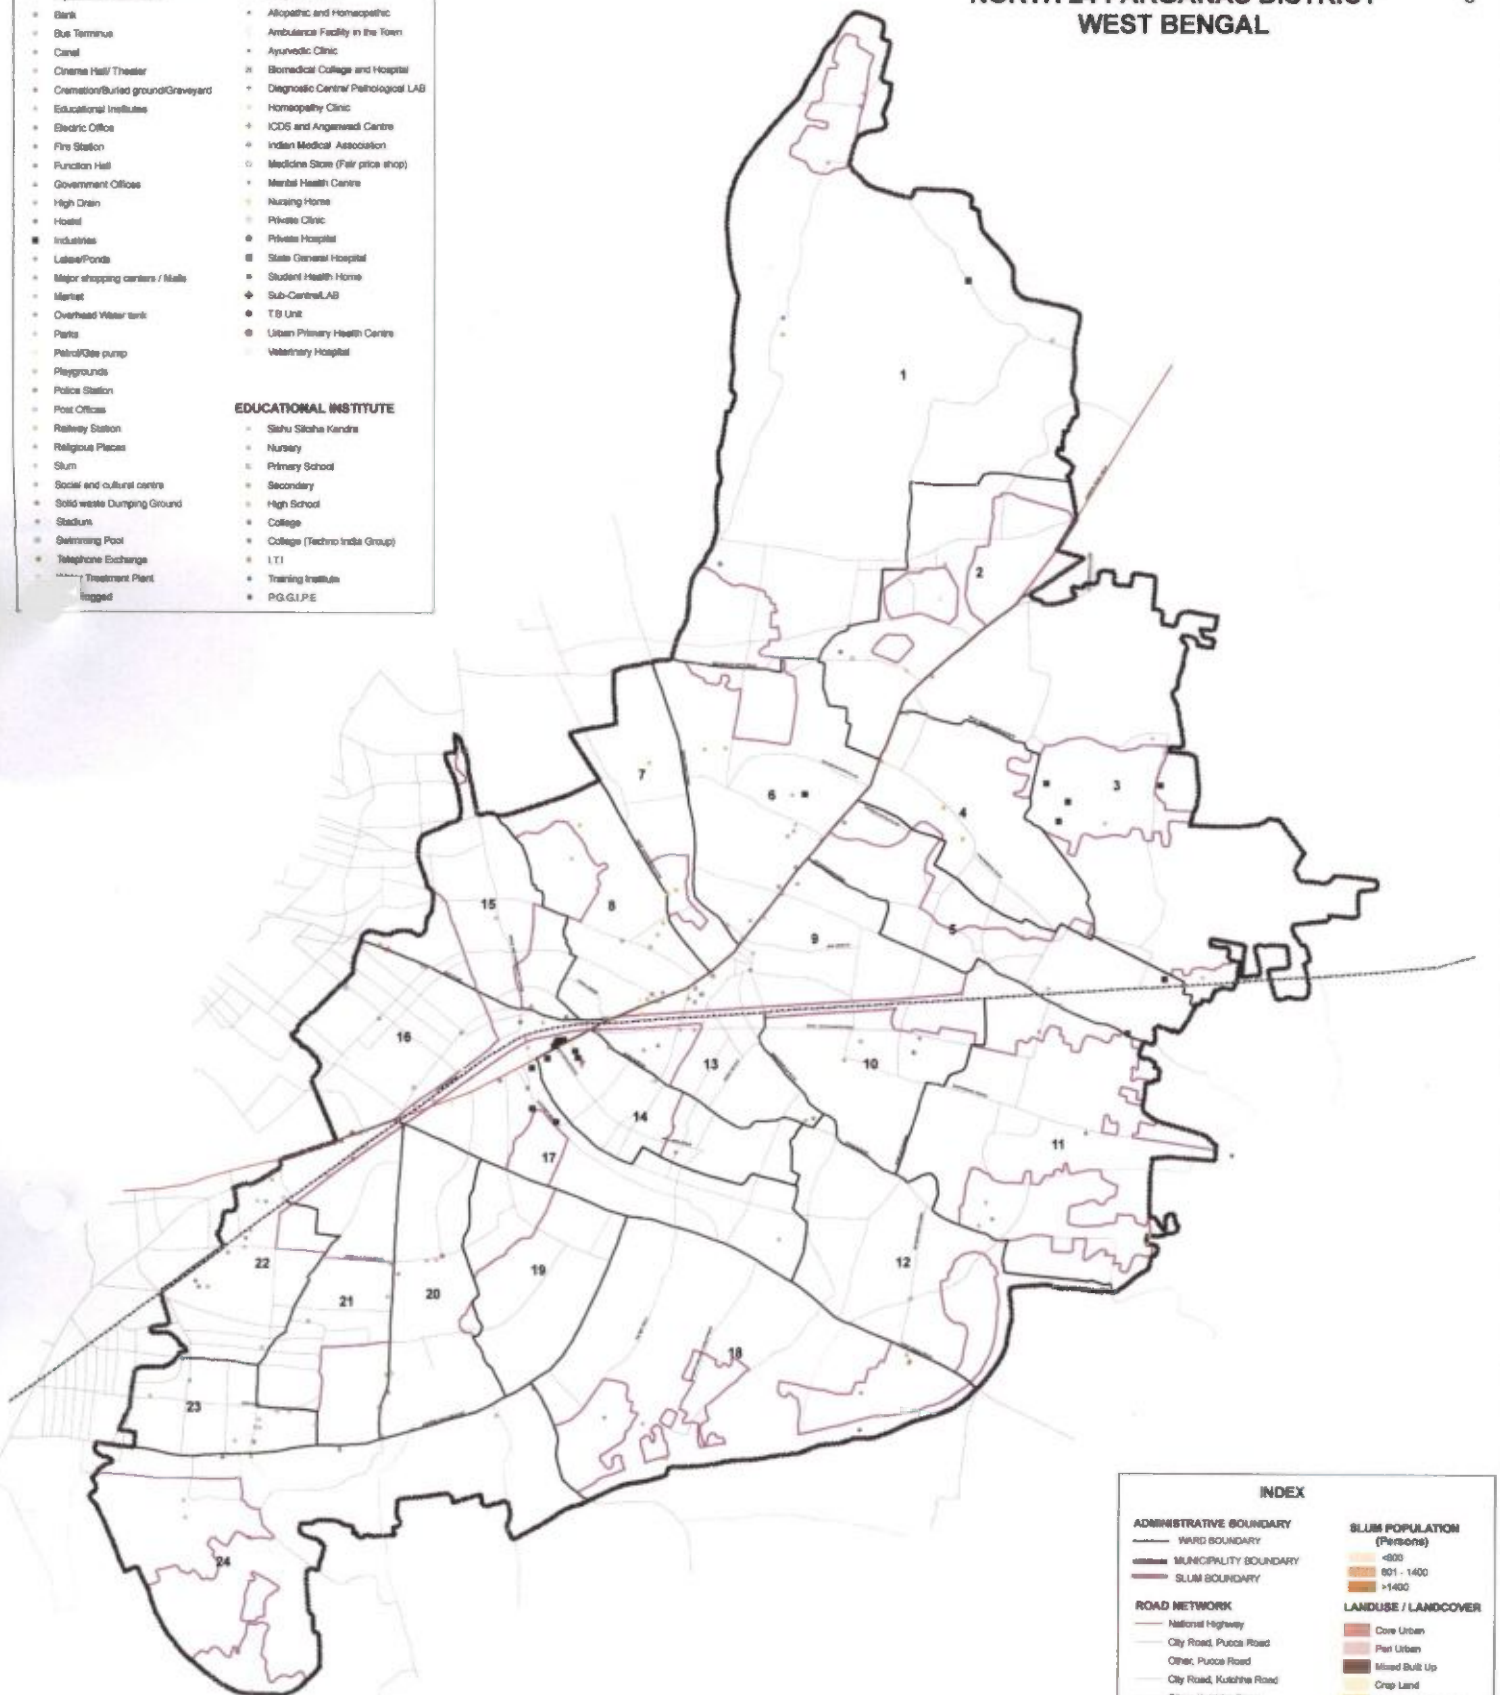 WEST BENGAL
Bank
Bus Terminus
Canal
Cinema Hall/ Theater
Cremation/Buried ground/Graveyard
Educational Institutes
Electric Office
Fire Station
Function Hall
Government Offices
High Drain
Hostel
Industries
Lakes/Ponds
Major shopping centers / Malls
Market
Overhead Water tank
Parks
Petrol/Gas pump
Playgrounds
Police Station
Post Offices
Railway Station
Religious Places
Slum
Social and cultural centre
Solid waste Dumping Ground
Stadium
Swimming Pool
Telephone Exchange
Treatment Plant
logged
Allopathic and Homeopathic
Ambulance Facility in the Town
Ayurvedic Clinic
Biomedical College and Hospital
Diagnostic Centre/ Pathological LAB
Homeopathy Clinic
ICDS and Anganwadi Centre
Indian Medical Association
Medicine Store (Fair price shop)
Mental Health Centre
Nursing Home
Private Clinic
Private Hospital
State General Hospital
Student Health Home
Sub-Centre/LAB
T.B Unit
Urban Primary Health Centre
Veterinary Hospital
EDUCATIONAL INSTITUTE
Sishu Siksha Kendra
Nursery
Primary School
Secondary
High School
College
College (Techno India Group)
I.T.I
Training Institute
P.G.G.I.P.E
1
2
3
4
5
6
7
8
9
10
11
12
13
14
15
16
17
18
19
20
21
22
23
24
INDEX
ADMINISTRATIVE BOUNDARY
WARD BOUNDARY
MUNICIPALITY BOUNDARY
SLUM BOUNDARY
ROAD NETWORK
National Highway
City Road, Pucca Road
Other, Pucca Road
City Road, Kutchha Road
SLUM POPULATION
(Persons)
<800
801 - 1400
>1400
LANDUSE / LANDCOVER
Core Urban
Peri Urban
Mixed Built Up
Crop Land